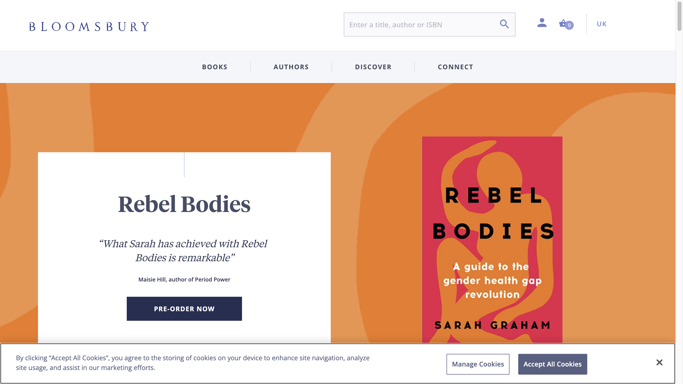 BLOOMSBURY
Enter a title, author or ISBN
0
UK
BOOKS
AUTHORS
DISCOVER
CONNECT
Rebel Bodies
“What Sarah has achieved with Rebel
Bodies is remarkable”
Maisie Hill, author of Period Power
PRE-ORDER NOW
REBEL
BODIES
A guide to the
gender health gap
revolution
SARAH GRAHAM
By clicking "Accept All Cookies", you agree to the storing of cookies on your device to enhance site navigation, analyze
site usage, and assist in our marketing efforts.
Manage Cookies
Accept All Cookies